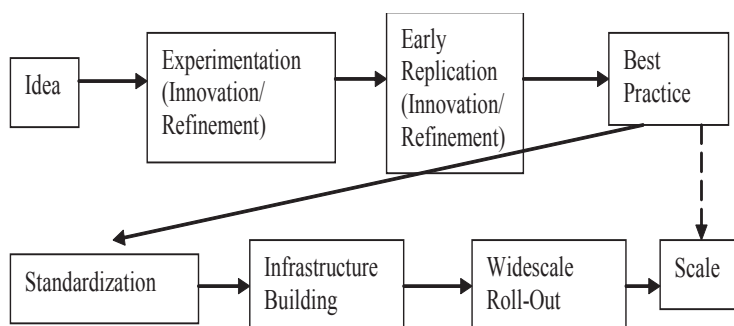 Idea
Experimentation
(Innovation/
Refinement)
Early
Replication
(Innovation/
Refinement)
Best
Practice
Standardization
Infrastructure
Building
Widescale
Roll-Out
Scale